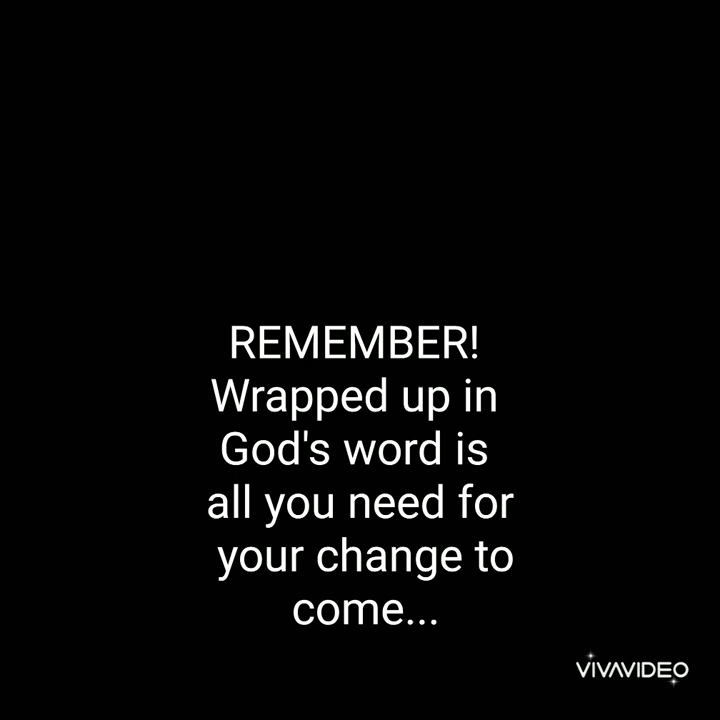 REMEMBER!
Wrapped up in
God's word is
all you need for
your change to
come...
VIVAVIDEO